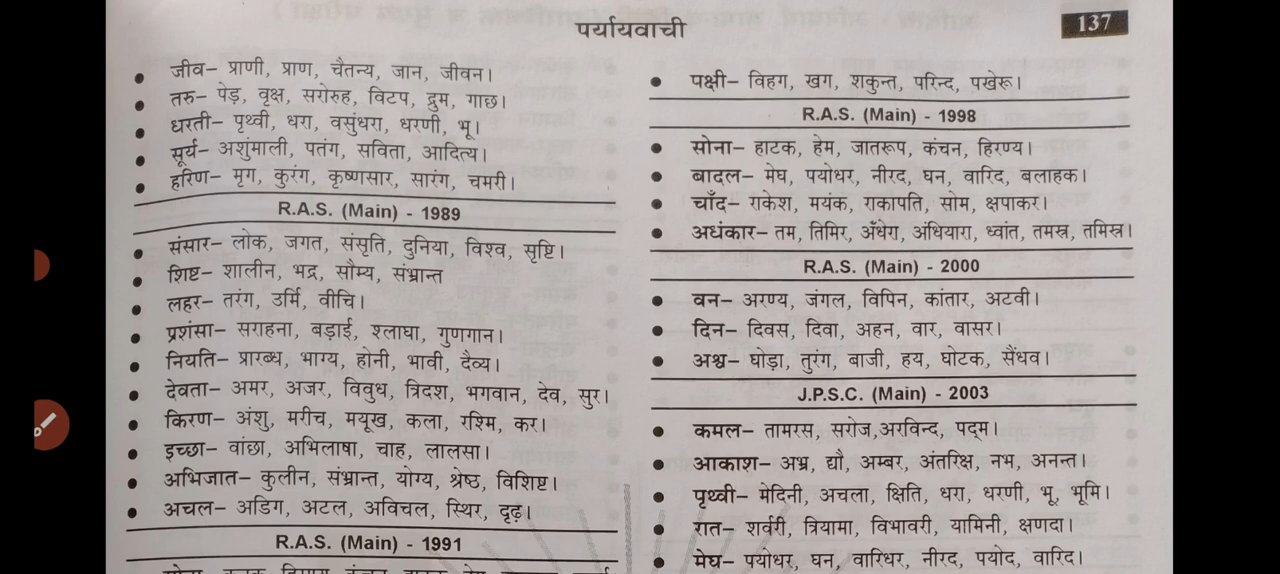 पर्यायवाची
137
• जीव– प्राणी, प्राण, चैतन्य, जान, जीवन।
• तरु– पेड़, वृक्ष, सगेरुह, विटप, द्रुम, गाछ।
• धरती– पृथ्वी, धरा, वसुंधरा, धरणी, भू।
• सूर्य– अशुंमाली, पतंग, सविता, आदित्य।
• हरिण– मृग, कुरंग, कृष्णसार, सारंग, चमरी।
R.A.S. (Main) - 1989
• संसार– लोक, जगत, संसृति, दुनिया, विश्व, सृष्टि।
• शिष्ट– शालीन, भद्र, सौम्य, संभ्रान्त
• लहर– तरंग, उर्मि, वीचि।
• प्रशंसा– सराहना, बड़ाई, श्लाघा, गुणगान।
• नियति– प्रारब्ध, भाग्य, होनी, भावी, दैव्य।
• देवता– अमर, अजर, विवुध, त्रिदश, भगवान, देव, सुर।
• किरण– अंशु, मरीच, मयूख, कला, रश्मि, कर।
• इच्छा– वांछा, अभिलाषा, चाह, लालसा।
• अभिजात– कुलीन, संभ्रान्त, योग्य, श्रेष्ठ, विशिष्ट।
• अचल– अडिग, अटल, अविचल, स्थिर, दृढ़।
R.A.S. (Main) - 1991
• पक्षी– विहग, खग, शकुन्त, परिन्द, पखेरू।
R.A.S. (Main) - 1998
• सोना– हाटक, हेम, जातरूप, कंचन, हिरण्य।
• बादल– मेघ, पयोधर, नीरद, घन, वारिद, बलाहक।
• चाँद– राकेश, मयंक, राकापति, सोम, क्षपाकर।
• अधंकार– तम, तिमिर, अँधेरा, अंधियारा, ध्वांत, तमस्र, तमिस्र।
R.A.S. (Main) - 2000
• वन– अरण्य, जंगल, विपिन, कांतार, अटवी।
• दिन– दिवस, दिवा, अहन, वार, वासर।
• अश्व– घोड़ा, तुरंग, बाजी, हय, घोटक, सैंधव।
J.P.S.C. (Main) - 2003
• कमल– तामरस, सरोज,अरविन्द, पदम।
• आकाश– अभ्र, द्यौ, अम्बर, अंतरिक्ष, नभ, अनन्त।
• पृथ्वी– मेदिनी, अचला, क्षिति, धरा, धरणी, भू, भूमि।
• रात– शर्वरी, त्रियामा, विभावरी, यामिनी, क्षणदा।
• मेघ– पयोधर, घन, वारिधर, नीरद, पयोद, वारिद।